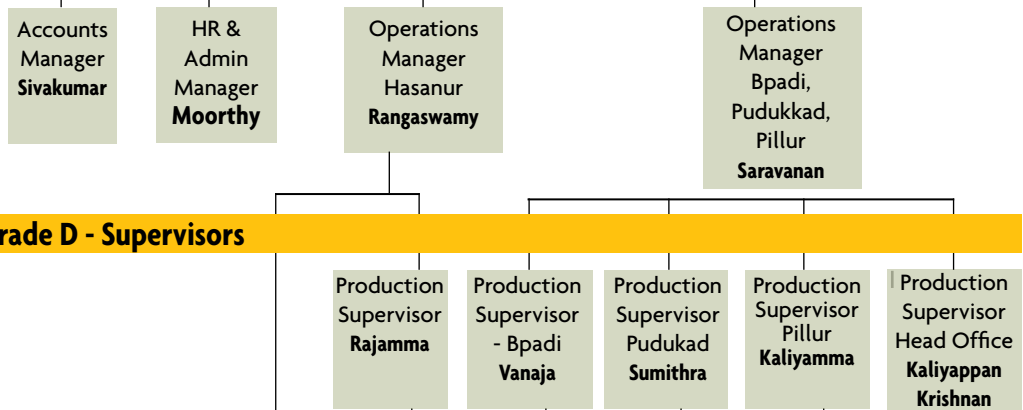 Accounts
Manager
Sivakumar
HR &
Admin
Manager
Moorthy
Operations
Manager
Hasanur
Rangaswamy
Operations
Manager
Bpadi,
Pudukkad,
Pillur
Saravanan
rade D - Supervisors
Production
Supervisor
Rajamma
Production
Supervisor
- Bpadi
Vanaja
Production
Supervisor
Pudukad
Sumithra
Production
Supervisor
Pillur
Kaliyamma
Production
Supervisor
Head Office
Kaliyappan
Krishnan